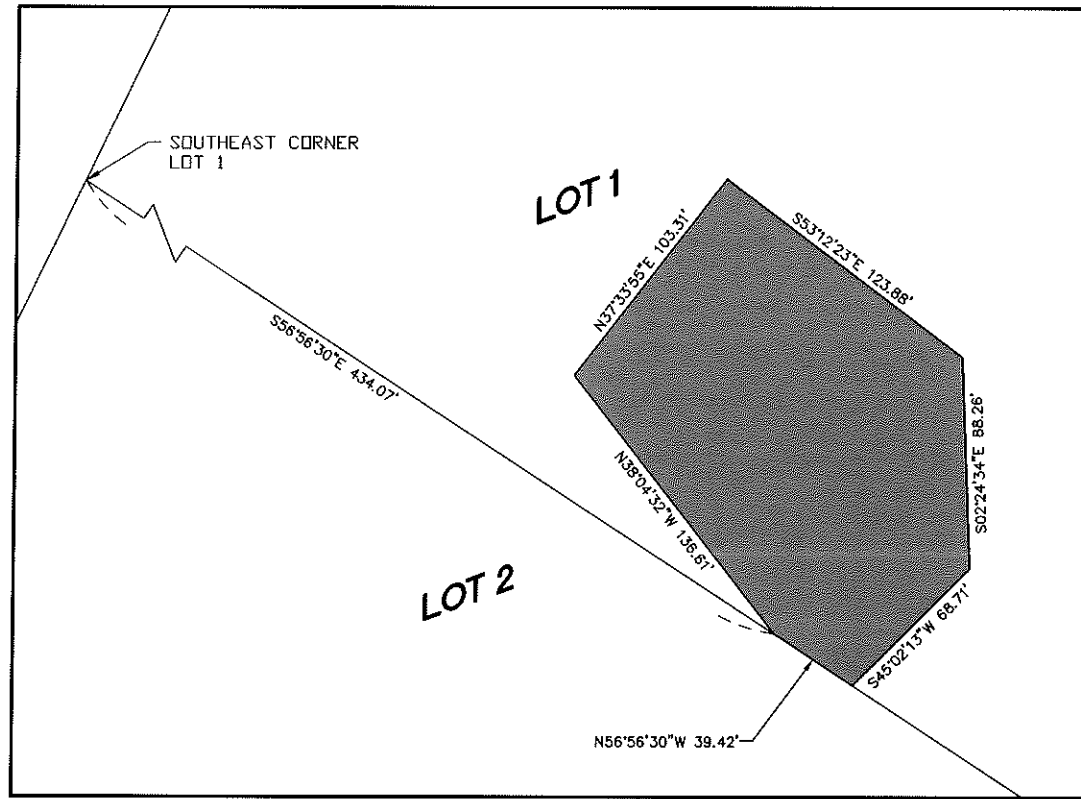 SOUTHEAST CORNER
LOT 1
LOT 1
S53°12'23"E 123.88'
N37°33'55"E 103.31'
S56°56'30"E 434.07'
S02°24'34"E 88.26'
N38°04'32"W 136.61'
LOT 2
S45°02'13"W 68.71'
N56°56'30"W 39.42'